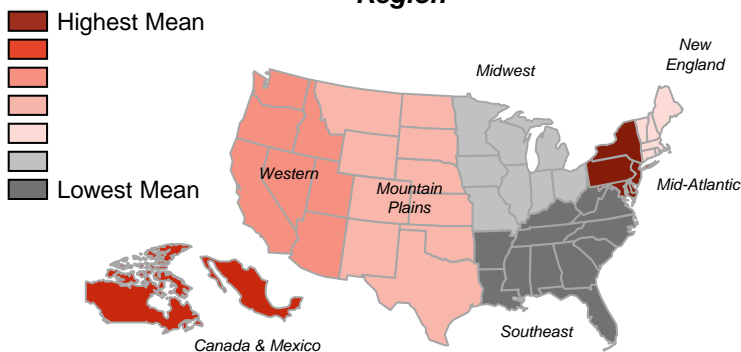 Region
Highest Mean
New
England
Midwest
Western
Mountain
Plains
Lowest Mean
Mid-Atlantic
Southeast
Canada & Mexico